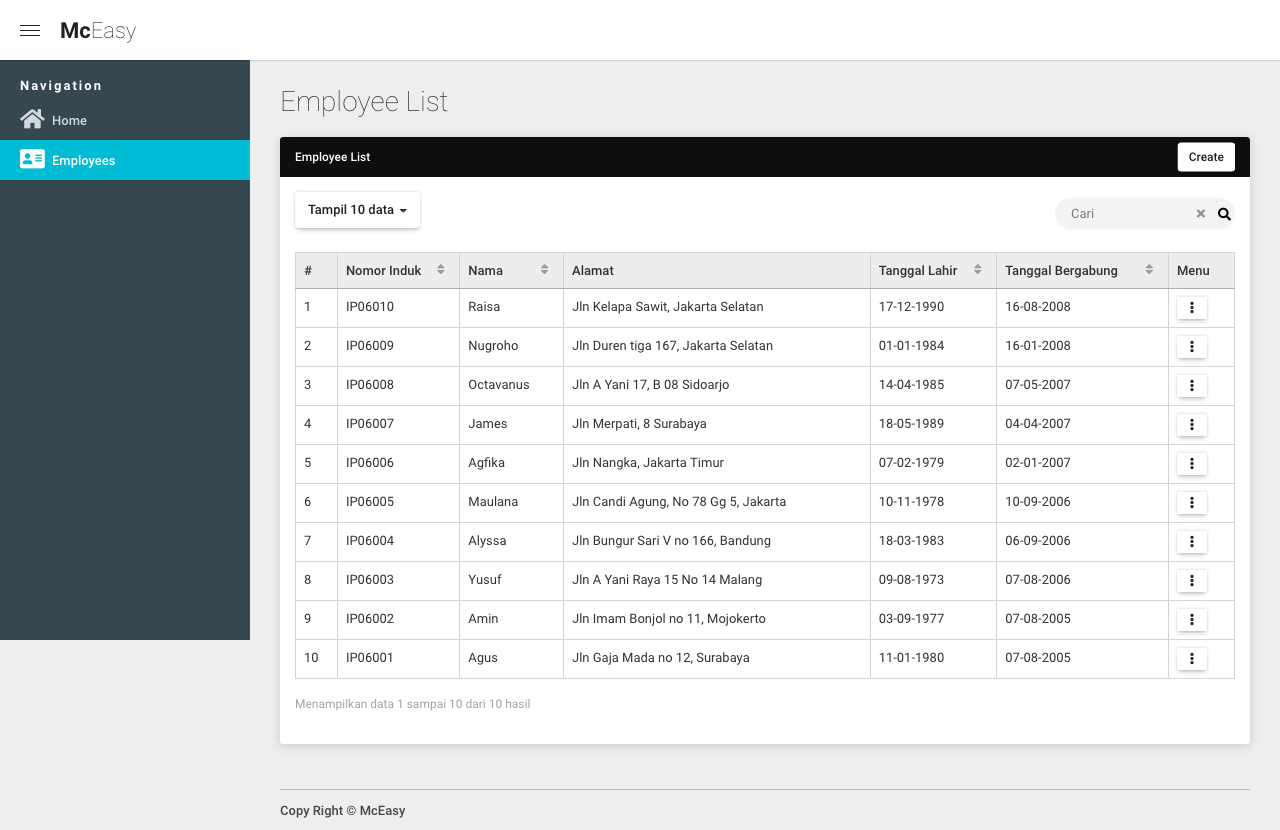 McEasy
Navigation
Home
Employees
Employee List
Employee List Create
Tampil 10 data Cari
# Nomor Induk Nama Alamat Tanggal Lahir Tanggal Bergabung Menu
1 IP06010 Raisa Jln Kelapa Sawit, Jakarta Selatan 17-12-1990 16-08-2008
2 IP06009 Nugroho Jln Duren tiga 167, Jakarta Selatan 01-01-1984 16-01-2008
3 IP06008 Octavanus Jln A Yani 17, B 08 Sidoarjo 14-04-1985 07-05-2007
4 IP06007 James Jln Merpati, 8 Surabaya 18-05-1989 04-04-2007
5 IP06006 Agfika Jln Nangka, Jakarta Timur 07-02-1979 02-01-2007
6 IP06005 Maulana Jln Candi Agung, No 78 Gg 5, Jakarta 10-11-1978 10-09-2006
7 IP06004 Alyssa Jln Bungur Sari V no 166, Bandung 18-03-1983 06-09-2006
8 IP06003 Yusuf Jln A Yani Raya 15 No 14 Malang 09-08-1973 07-08-2006
9 IP06002 Amin Jln Imam Bonjol no 11, Mojokerto 03-09-1977 07-08-2005
10 IP06001 Agus Jln Gaja Mada no 12, Surabaya 11-01-1980 07-08-2005
Menampilkan data 1 sampai 10 dari 10 hasil
Copy Right © McEasy